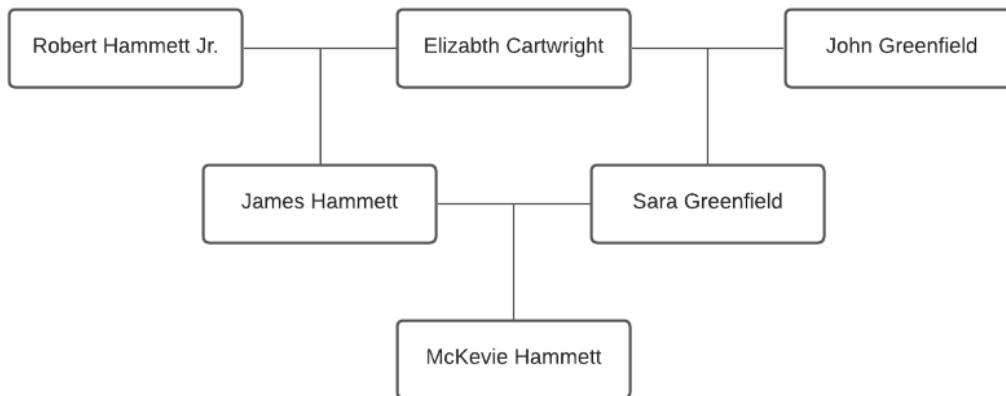 Robert Hammett Jr.
Elizabth Cartwright
John Greenfield
James Hammett
Sara Greenfield
McKevie Hammett